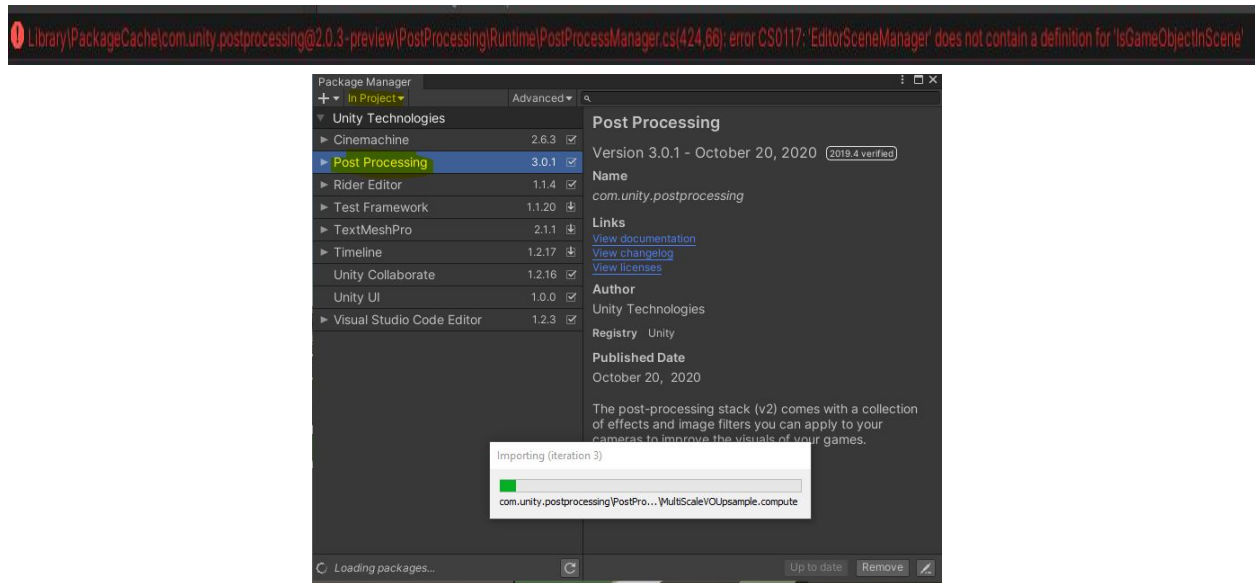 Library\PackageCache\com.unity.postprocessing@2.0.3-preview\PostProcessing\Runtime\PostProcessManager.cs(424,66): error CS0117: 'EditorSceneManager' does not contain a definition for 'IsGameObjectInScene'
Package Manager
In Project
Advanced
Unity Technologies
Cinemachine 2.6.3
Post Processing 3.0.1
Rider Editor 1.1.4
Test Framework 1.1.20
TextMeshPro 2.1.1
Timeline 1.2.17
Unity Collaborate 1.2.16
Unity UI 1.0.0
Visual Studio Code Editor 1.2.3
Post Processing
Version 3.0.1 - October 20, 2020 2019.4 verified
Name
com.unity.postprocessing
Links
View documentation
View changelog
View licenses
Author
Unity Technologies
Registry Unity
Published Date
October 20, 2020
The post-processing stack (v2) comes with a collection
of effects and image filters you can apply to your
cameras to improve the visuals of your games.
Importing (iteration 3)
com.unity.postprocessing\PostPro...\MultiScaleVOUpsample.compute
Loading packages...
Up to date Remove